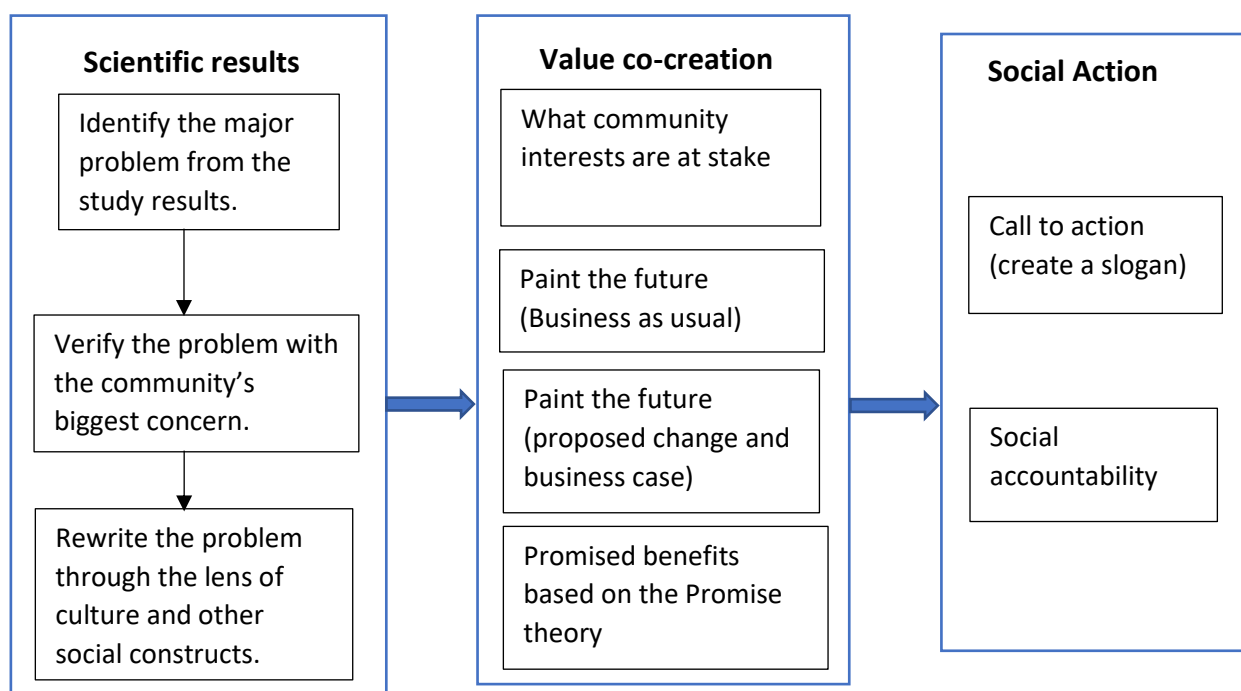 Scientific results
Identify the major
problem from the
study results.
Verify the problem with
the community’s
biggest concern.
Rewrite the problem
through the lens of
culture and other
social constructs.
Value co-creation
What community
interests are at stake
Paint the future
(Business as usual)
Paint the future
(proposed change and
business case)
Promised benefits
based on the Promise
theory
Social Action
Call to action
(create a slogan)
Social
accountability